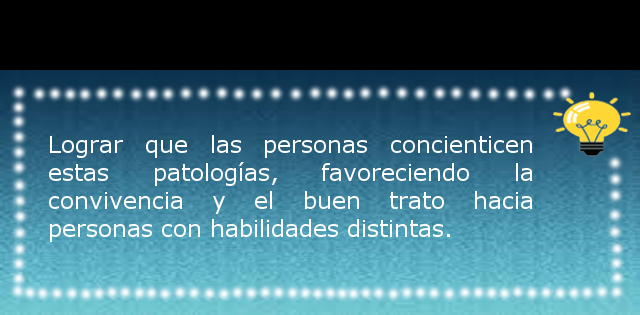 Lograr que las personas concienticen
estas patologías, favoreciendo la
convivencia y el buen trato hacia
personas con habilidades distintas.